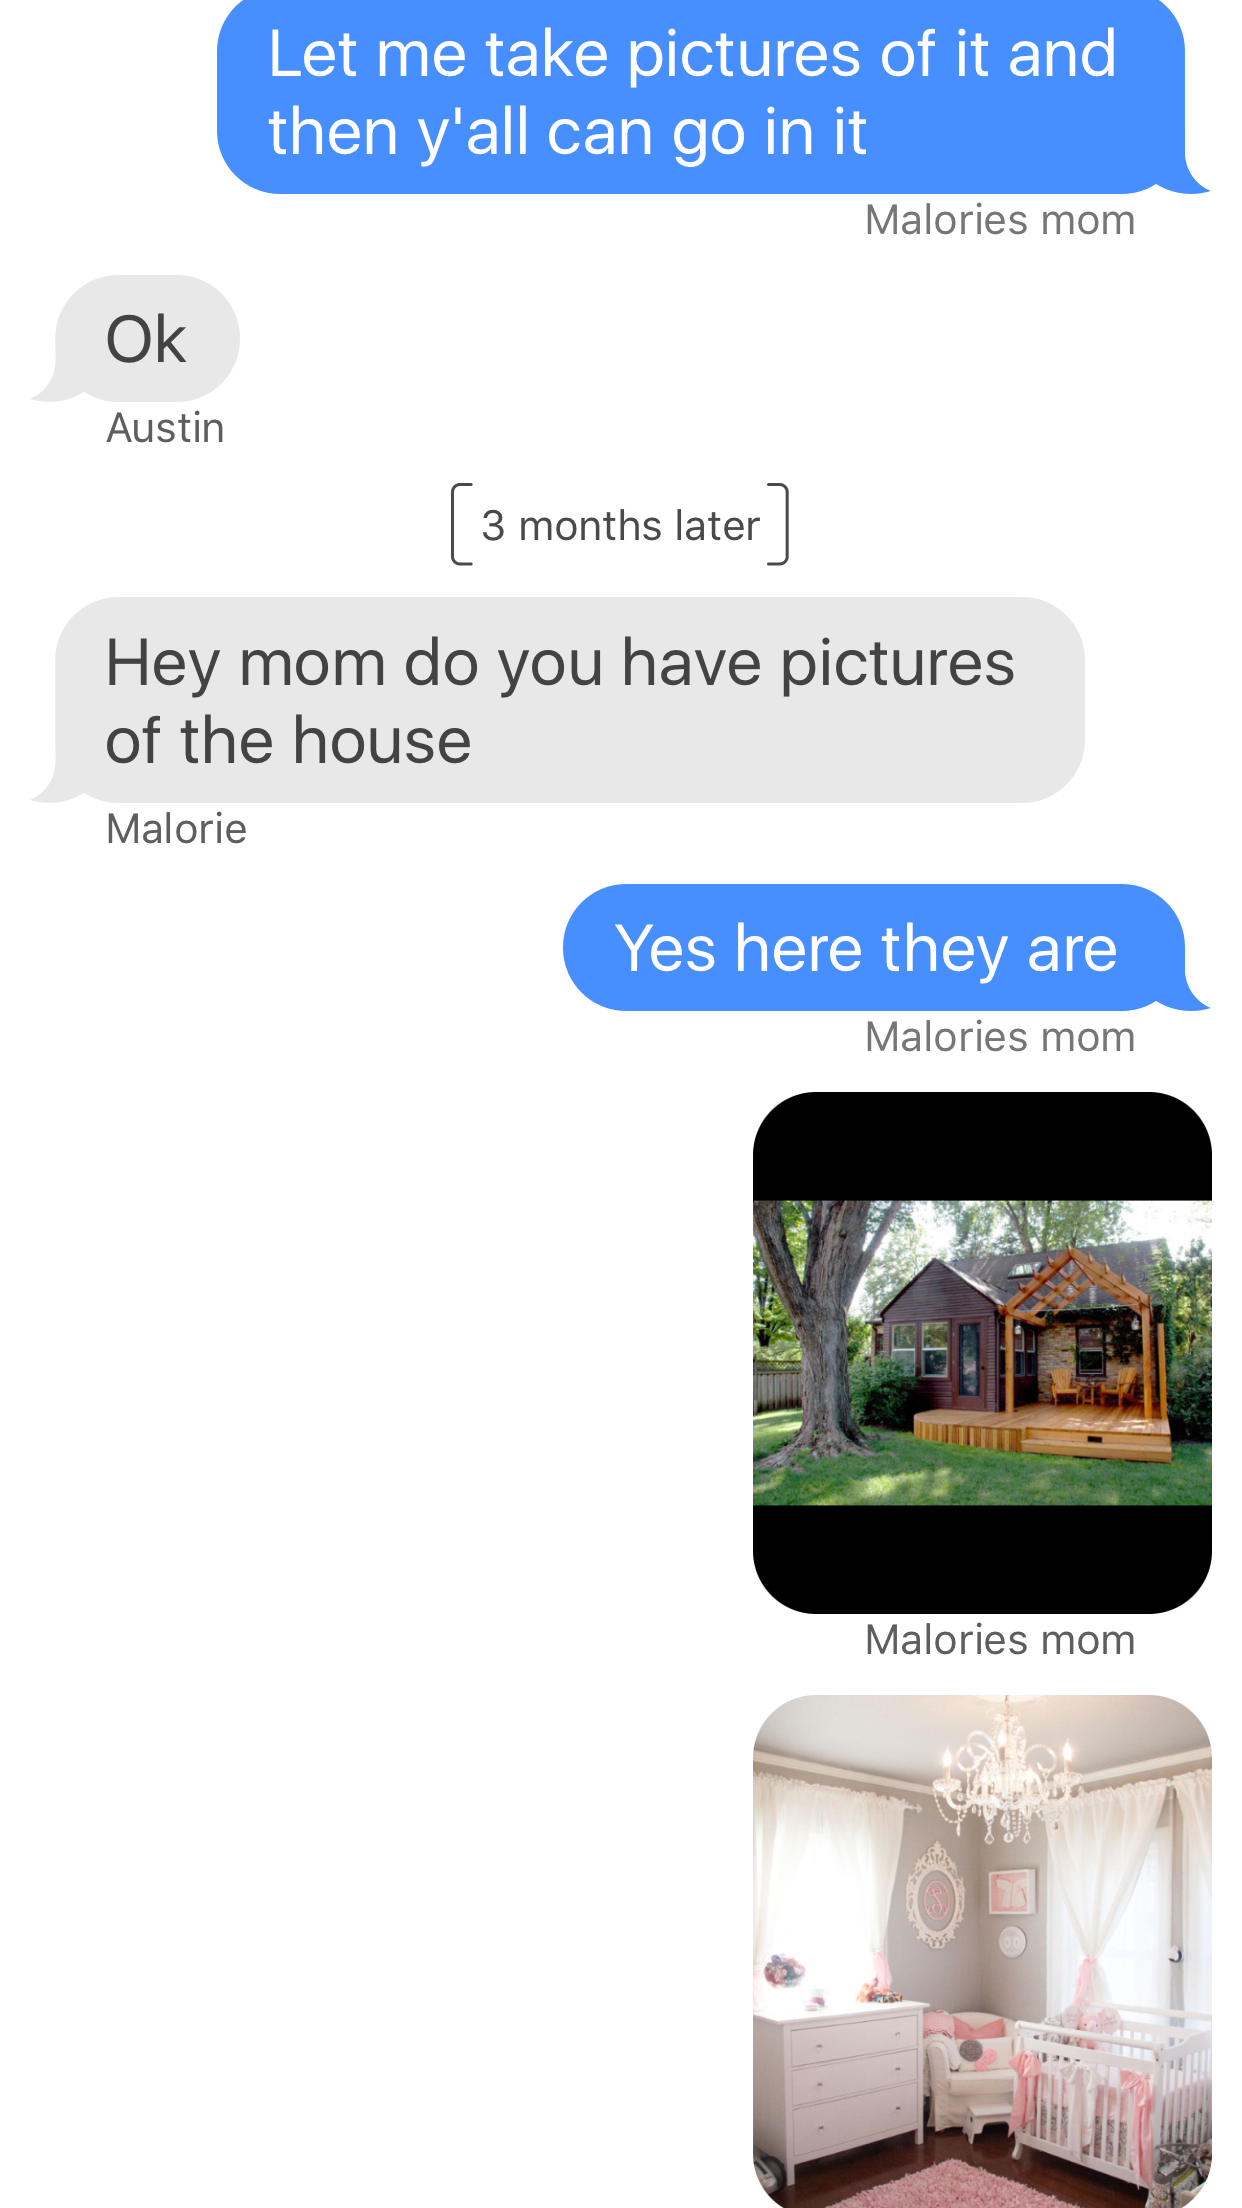 Let me take pictures of it and
then y'all can go in it
Malories mom
Ok
Austin
3 months later
Hey mom do you have pictures
of the house
Malorie
Yes here they are
Malories mom
Malories mom